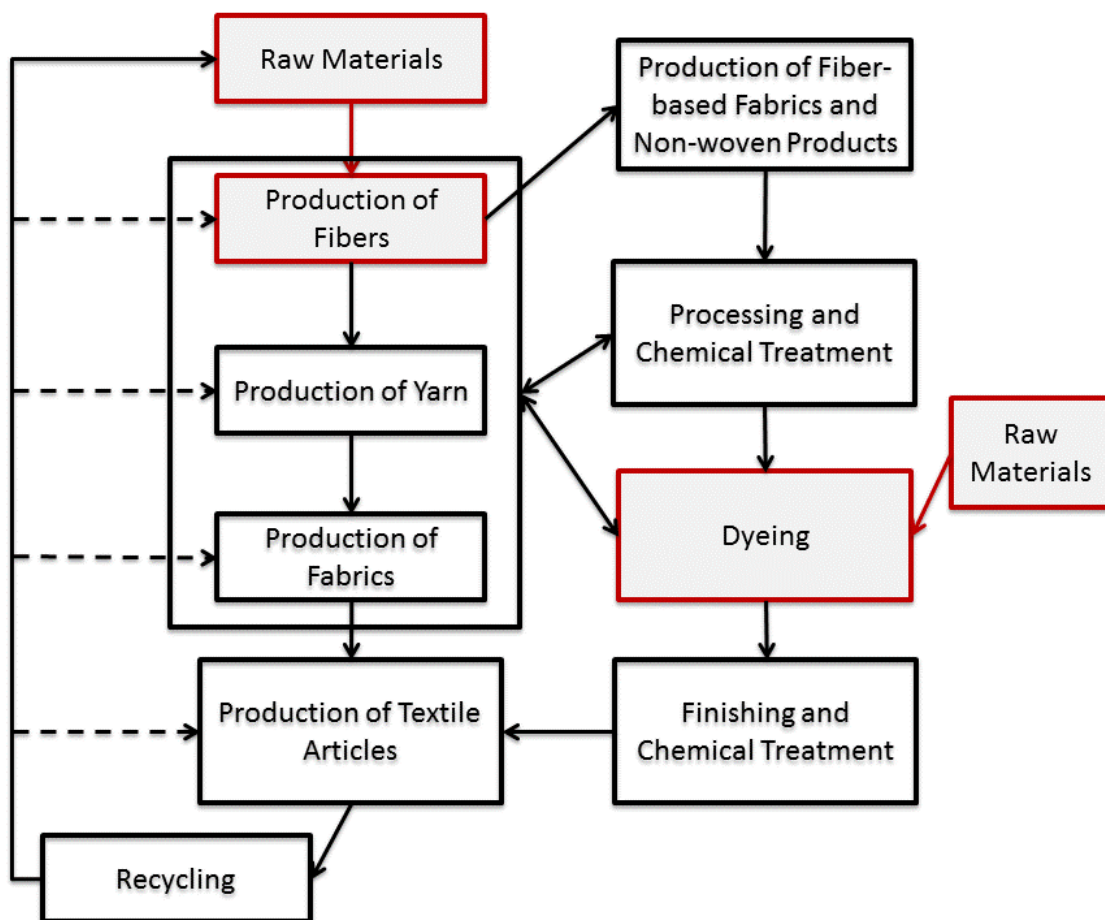 Raw Materials
Production of
Fibers
Production of Yarn
Production of
Fabrics
Production of Textile
Articles
Recycling
Production of Fiber-
based Fabrics and
Non-woven Products
Processing and
Chemical Treatment
Raw
Materials
Dyeing
Finishing and
Chemical Treatment